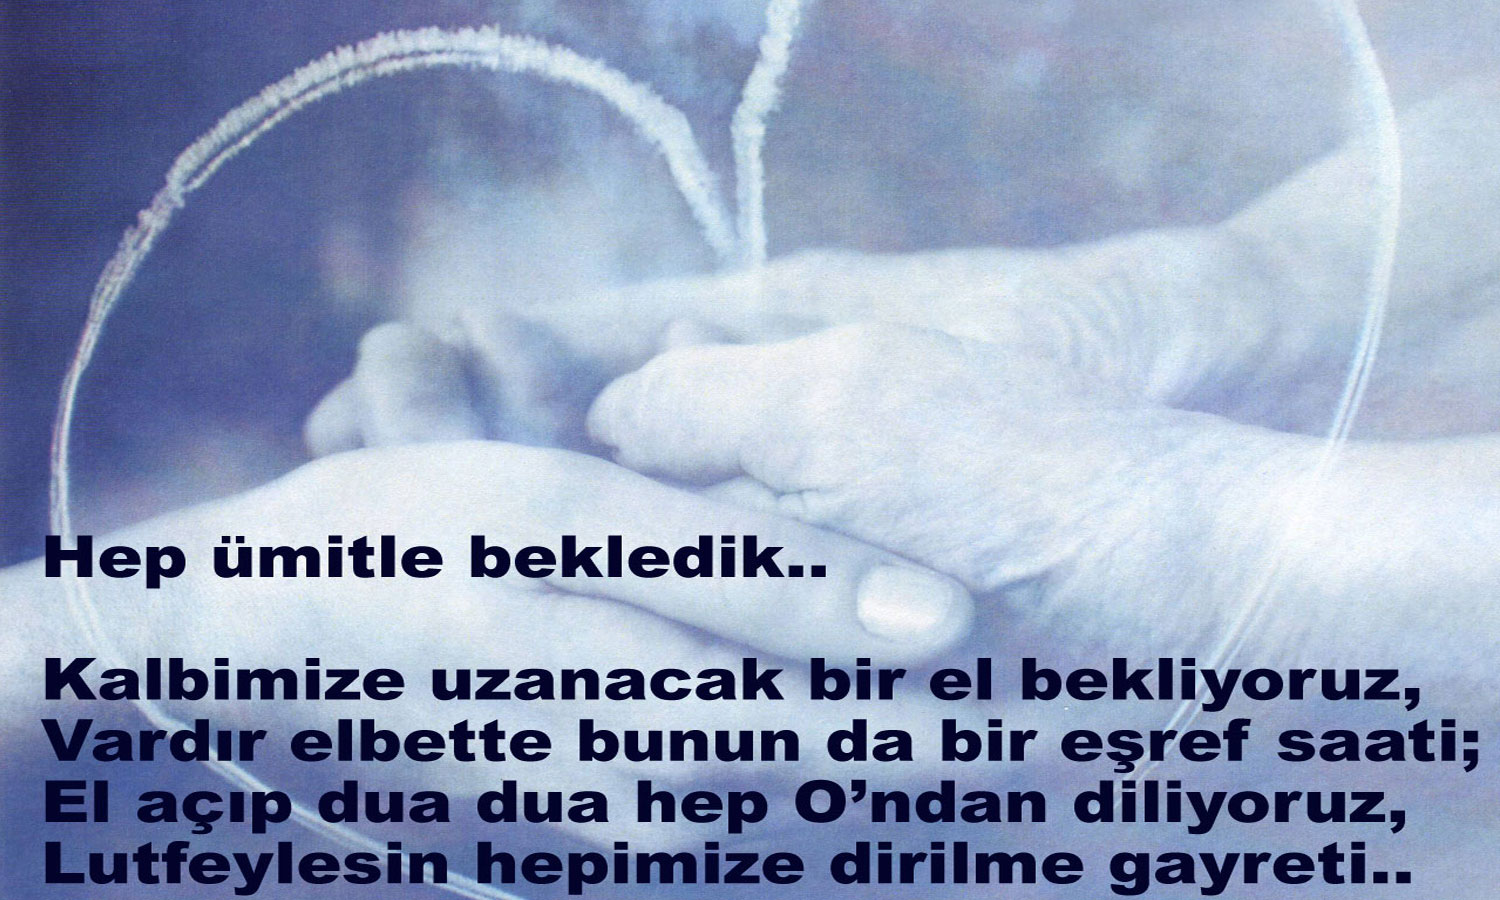 Hep ümitle bekledik..
Kalbimize uzanacak bir el bekliyoruz,
Vardır elbette bunun da bir eşref saati;
El açıp dua dua hep O’ndan diliyoruz,
Lutfeylesin hepimize dirilme gayreti..